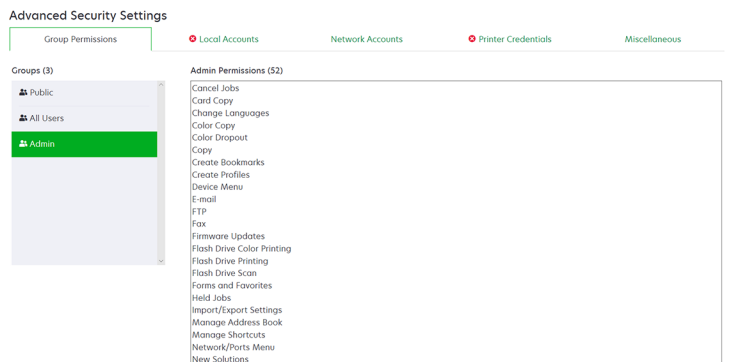 Advanced Security Settings
Group Permissions
Local Accounts
Network Accounts
Printer Credentials
Miscellaneous
Groups (3)
Public
All Users
Admin
Admin Permissions (52)
Cancel Jobs
Card Copy
Change Languages
Color Copy
Color Dropout
Copy
Create Bookmarks
Create Profiles
Device Menu
E-mail
FTP
Fax
Firmware Updates
Flash Drive Color Printing
Flash Drive Printing
Flash Drive Scan
Forms and Favorites
Held Jobs
Import/Export Settings
Manage Address Book
Manage Shortcuts
Network/Ports Menu
New Solutions